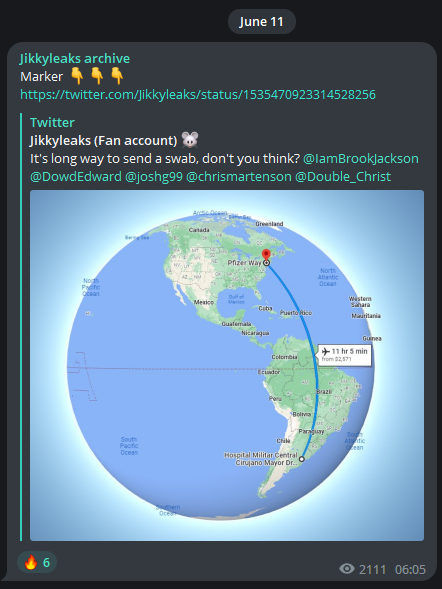 June 11
Jikkyleaks archive
Marker 👇👇👇
https://twitter.com/Jikkyleaks/status/1535470923314528256
Twitter
Jikkyleaks (Fan account) 🐭
It's long way to send a swab, don't you think? @IamBrookJackson
@DowdEdward @joshg99 @chrismartenson @Double_Christ
Arctic Ocean
Greenland
Canada
Bering Sea
Pfizer Way
North
Pacific
Ocean
North
Atlantic
Ocean
Mexico
Gulf of
Mexico
Cuba
Puerto Rico
Western
Sahara
Mauritania
Guatemala
Nicaragua
Guinea
11 hr 5 min
from $2,571
Colombia
Ecuador
Brazil
Peru
Bolivia
Paraguay
Chile
South
Pacific
Ocean
South
Atlantic
Ocean
Hospital Militar Central
Cirujano Mayor Dr...
Southern
Ocean
🔥 6
2111 06:05